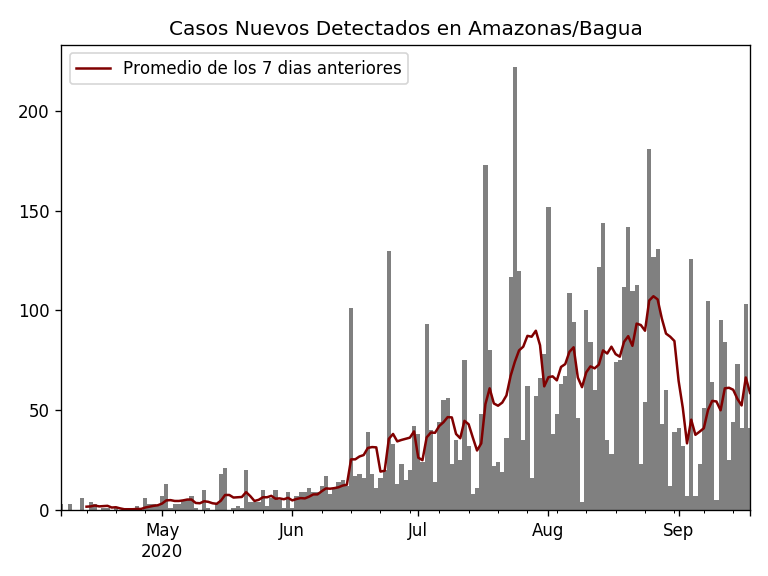 Casos Nuevos Detectados en Amazonas/Bagua
Promedio de los 7 dias anteriores
200
150
100
50
0
May Jun Jul Aug Sep
2020